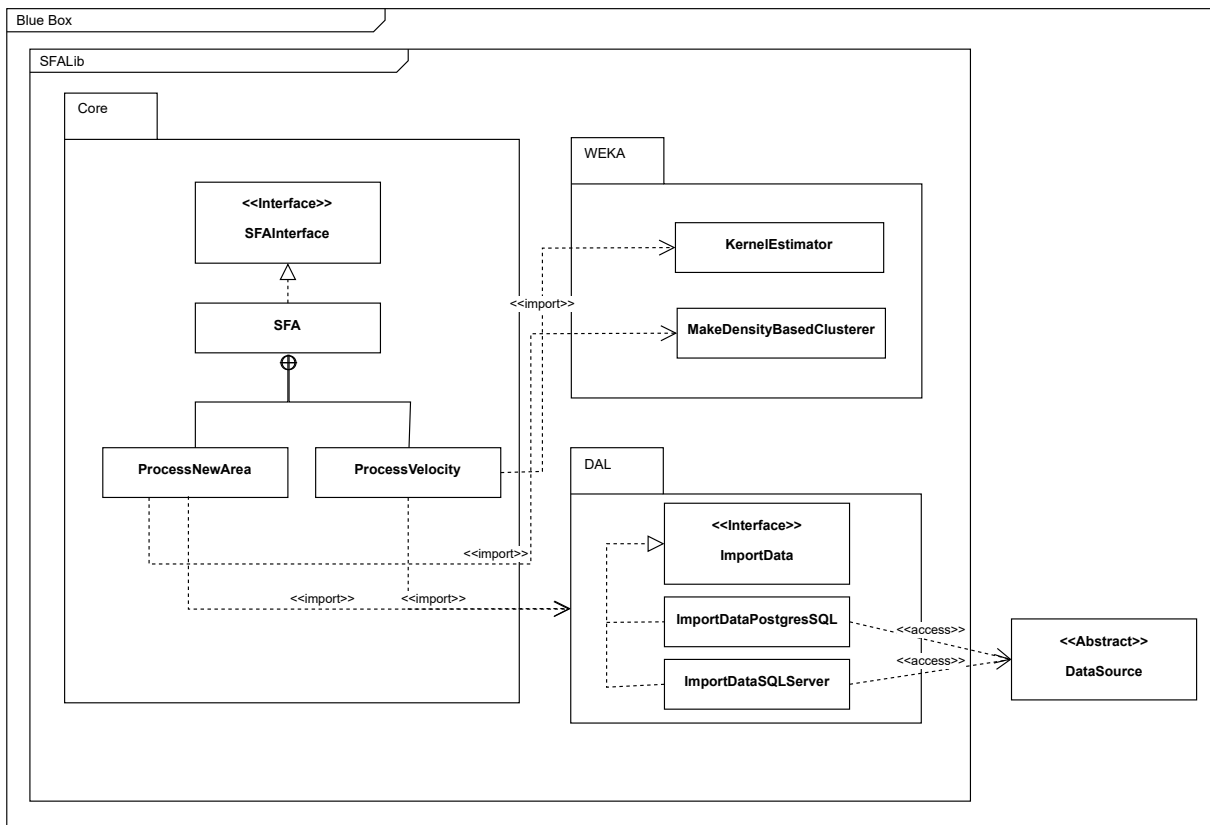 Blue Box
SFALib
Core
<<Interface>>
SFAInterface
SFA
ProcessNewArea
ProcessVelocity
WEKA
KernelEstimator
<<import>>
MakeDensityBasedClusterer
DAL
<<Interface>>
ImportData
<<import>>
<<import>>
<<import>>
ImportDataPostgresSQL
ImportDataSQLServer
<<access>>
<<access>>
<<Abstract>>
DataSource